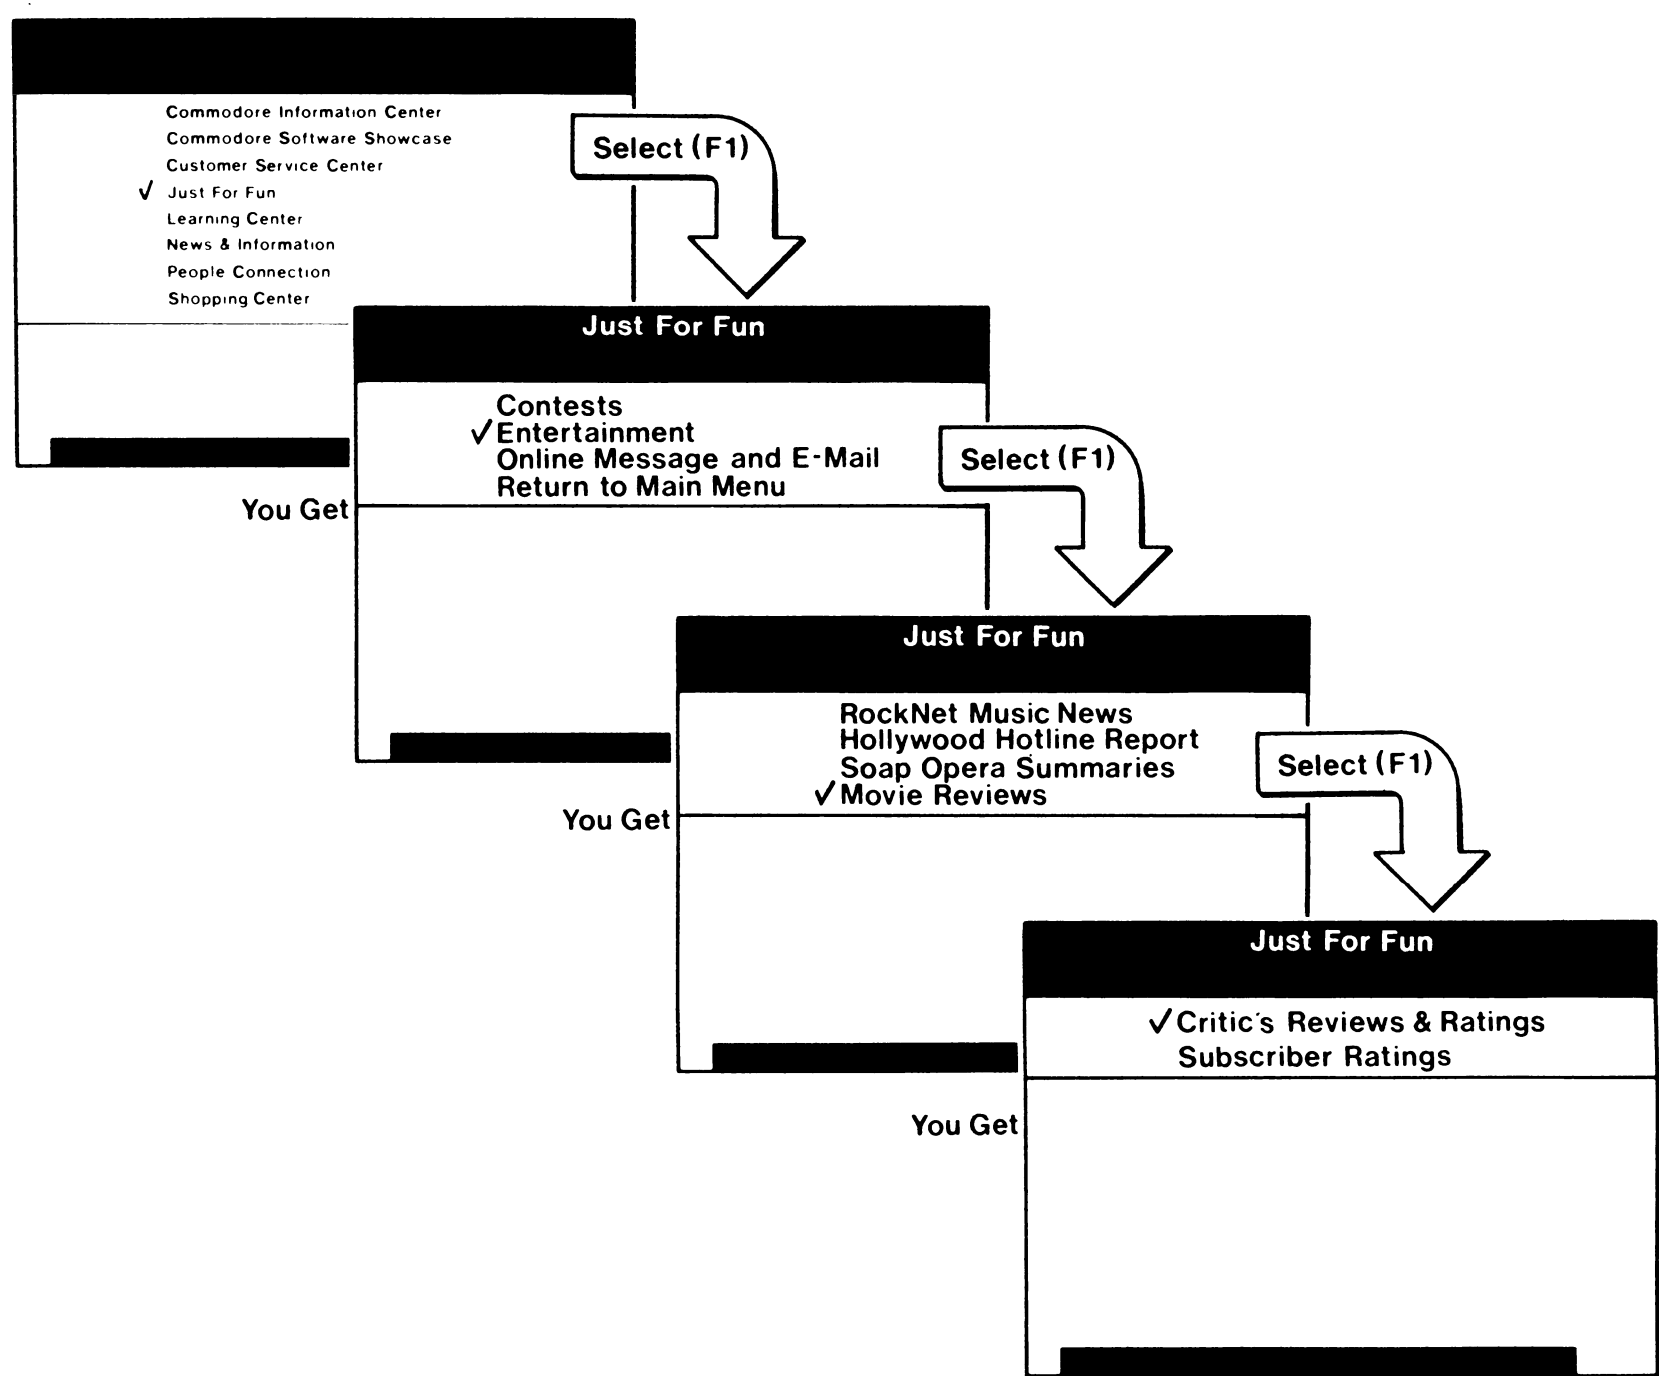 Commodore Information Center
Commodore Software Showcase
Customer Service Center
✓ Just For Fun
Learning Center
News & Information
People Connection
Shopping Center
Select (F1)
You Get
Just For Fun
Contests
✓ Entertainment
Online Message and E-Mail
Return to Main Menu
Select (F1)
You Get
Just For Fun
RockNet Music News
Hollywood Hotline Report
Soap Opera Summaries
✓ Movie Reviews
Select (F1)
You Get
Just For Fun
✓ Critic's Reviews & Ratings
Subscriber Ratings